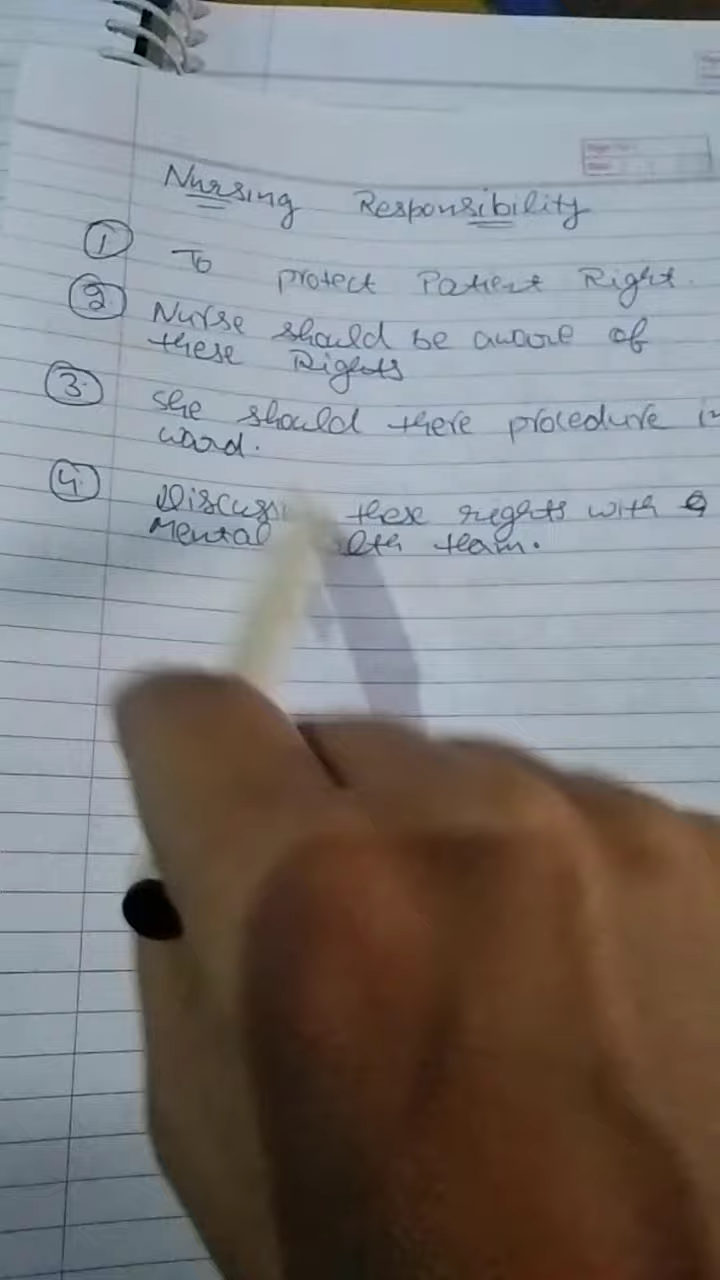 Nursing Responsibility
① To protect Patient Right.
② Nurse should be aware of
these Rights
③ she should there procedure in
ward.
④ these rights with
Mental team.